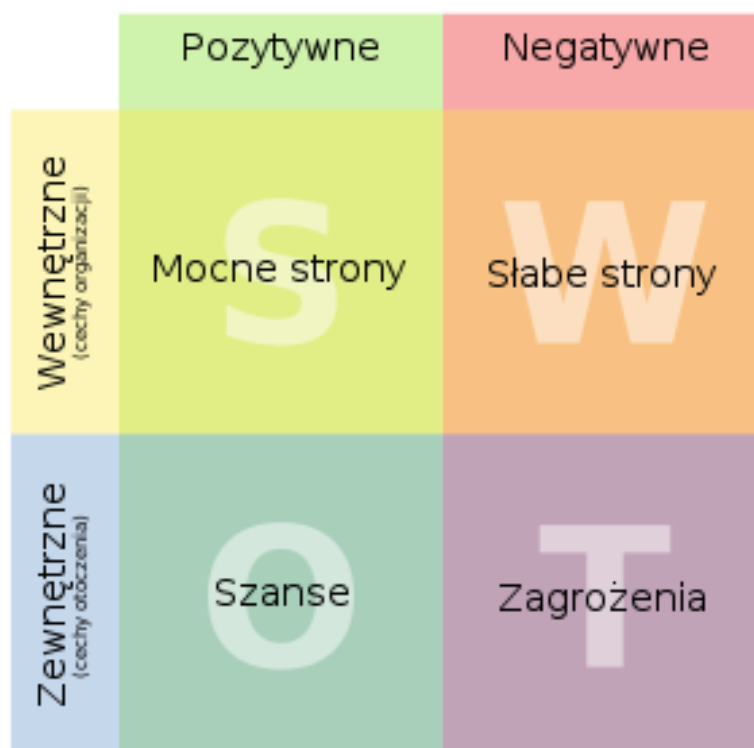 Pozytywne
Negatywne
Wewnętrzne
(cechy organizacji)
S
Mocne strony
W
Słabe strony
Zewnętrzne
(cechy otoczenia)
O
Szanse
T
Zagrożenia